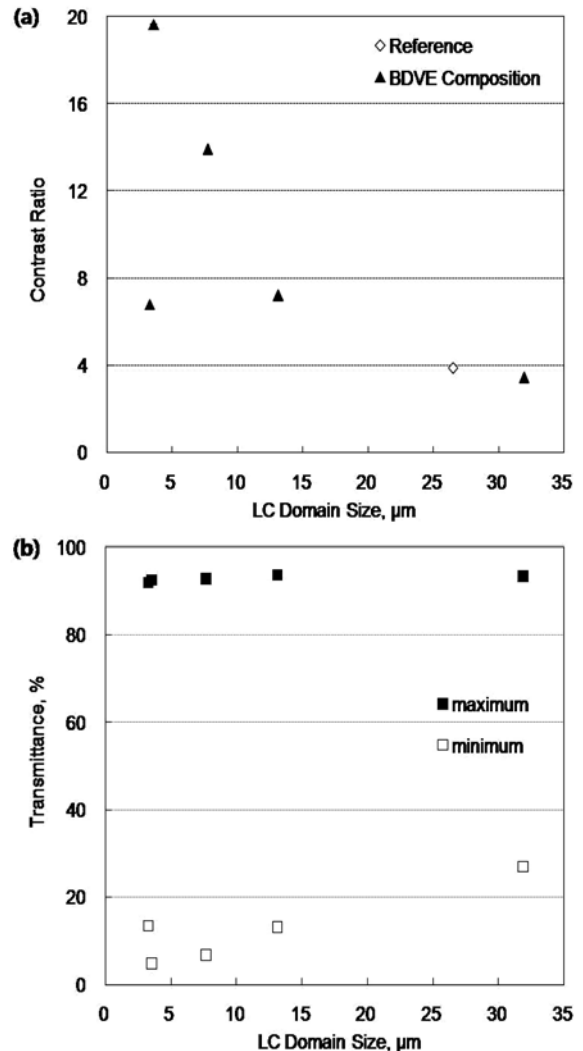 (a)
20
16
12
8
4
0
Contrast Ratio
Reference
BDVE Composition
0 5 10 15 20 25 30 35
LC Domain Size, µm
(b)
100
80
60
40
20
0
Transmittance, %
maximum
minimum
0 5 10 15 20 25 30 35
LC Domain Size, µm